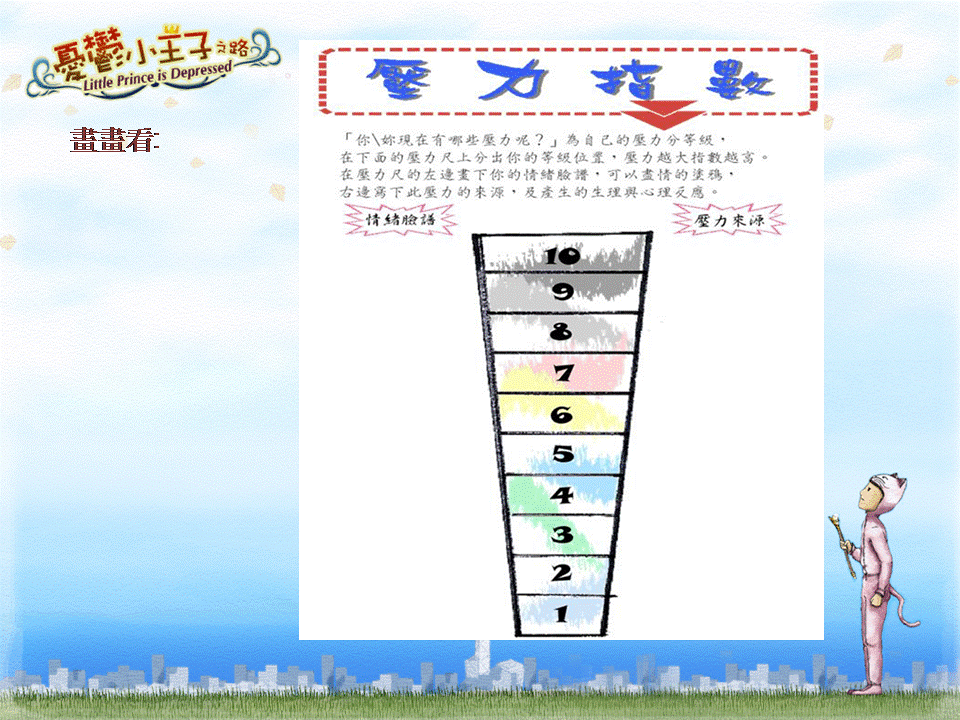 憂鬱小王子之路
Little Prince is Depressed
畫畫看:
壓力指數
「你\妳現在有哪些壓力呢？」為自己的壓力分等級，
在下面的壓力尺上分出你的等級位置，壓力越大指數越高。
在壓力尺的左邊畫下你的情緒臉譜，可以盡情的塗鴉，
右邊寫下此壓力的來源，及產生的生理與心理反應。
情緒臉譜
壓力來源
10
9
8
7
6
5
4
3
2
1